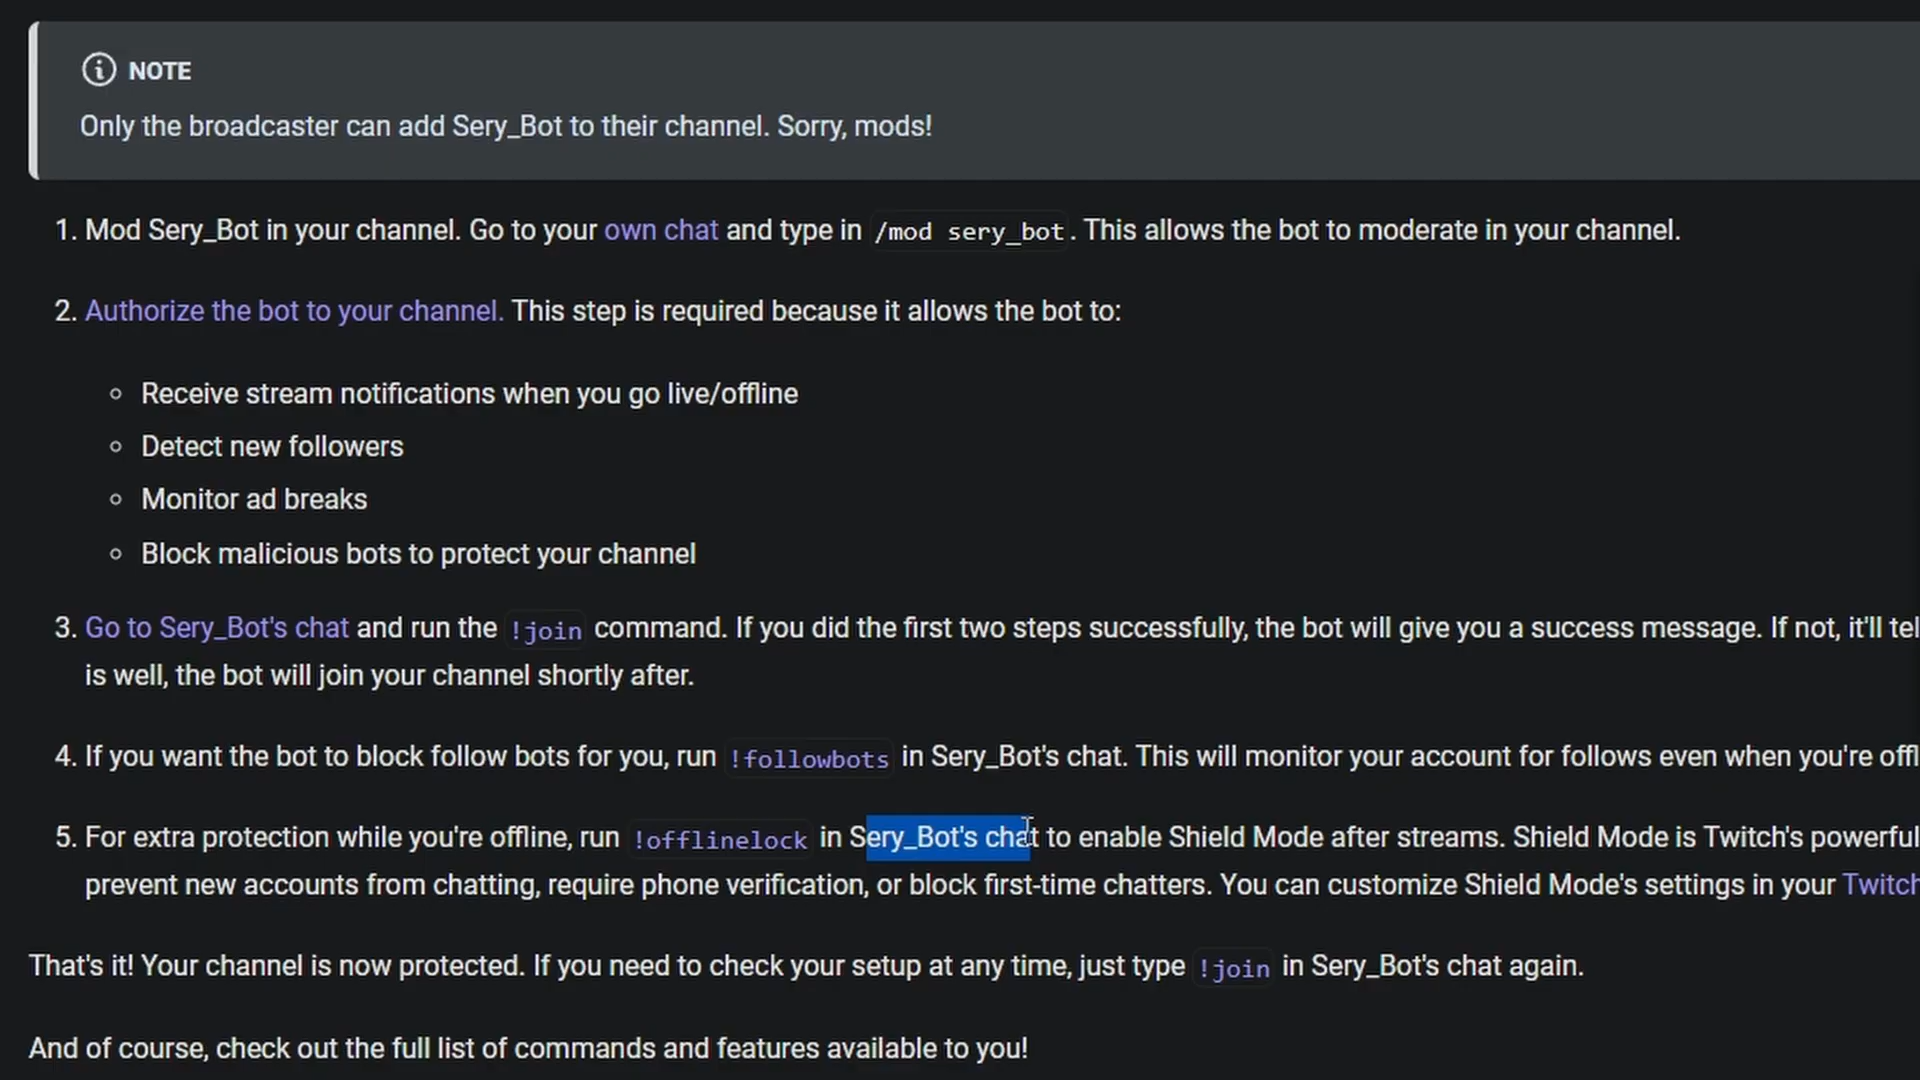 NOTE
Only the broadcaster can add Sery_Bot to their channel. Sorry, mods!
1. Mod Sery_Bot in your channel. Go to your own chat and type in /mod sery_bot. This allows the bot to moderate in your channel.
2. Authorize the bot to your channel. This step is required because it allows the bot to:
Receive stream notifications when you go live/offline
Detect new followers
Monitor ad breaks
Block malicious bots to protect your channel
3. Go to Sery_Bot's chat and run the !join command. If you did the first two steps successfully, the bot will give you a success message. If not, it'll tel
is well, the bot will join your channel shortly after.
4. If you want the bot to block follow bots for you, run !followbots in Sery_Bot's chat. This will monitor your account for follows even when you're offl
5. For extra protection while you're offline, run !offlinelock in Sery_Bot's chat to enable Shield Mode after streams. Shield Mode is Twitch's powerful
prevent new accounts from chatting, require phone verification, or block first-time chatters. You can customize Shield Mode's settings in your Twitch
That's it! Your channel is now protected. If you need to check your setup at any time, just type !join in Sery_Bot's chat again.
And of course, check out the full list of commands and features available to you!